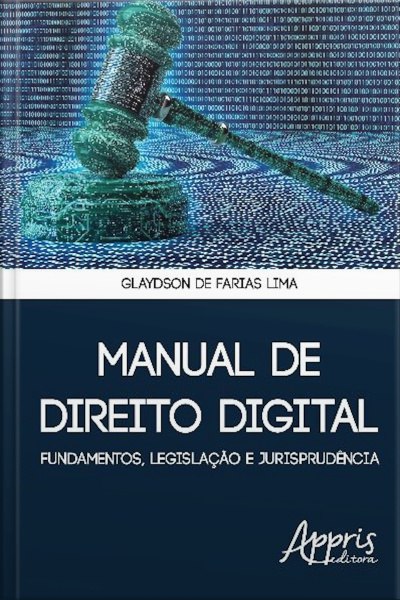 GLAYDSON DE FARIAS LIMA
MANUAL DE
DIREITO DIGITAL
FUNDAMENTOS, LEGISLAÇÃO E JURISPRUDÊNCIA
Appris
editora